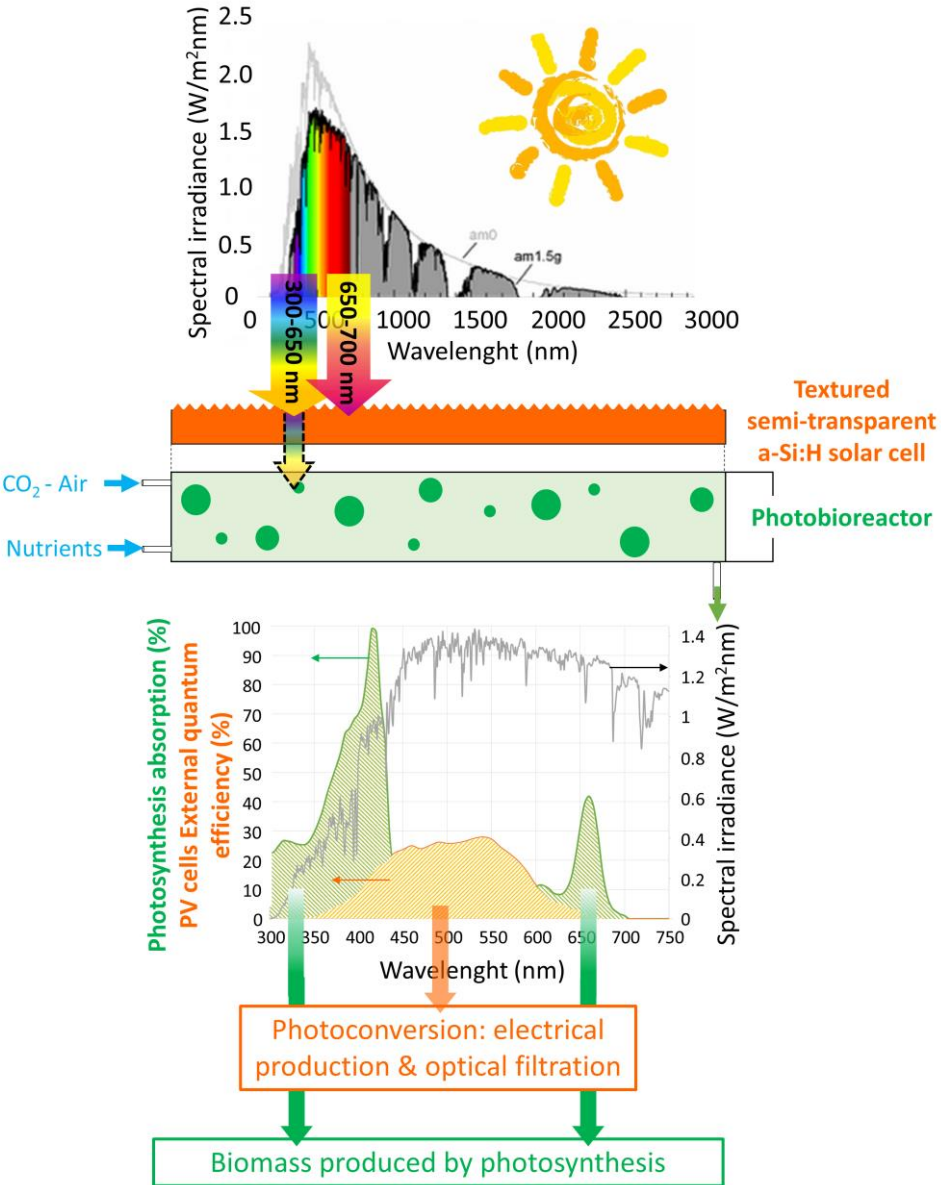 2.5
2.0
1.5
1.0
0.5
0
Spectral irradiance (W/m²nm)
am0
am1.5g
0 500 1000 1500 2000 2500 3000
Wavelenght (nm)
300-650 nm
650-700 nm
Textured
semi-transparent
a-Si:H solar cell
CO₂ - Air
Nutrients
Photobioreactor
Photosynthesis absorption (%)
PV cells External quantum
efficiency (%)
100
90
80
70
60
50
40
30
20
10
0
1.4
1.2
1
0.8
0.6
0.4
0.2
0
Spectral irradiance (W/m²nm)
300 350 400 450 500 550 600 650 700 750
Wavelenght (nm)
Photoconversion: electrical
production & optical filtration
Biomass produced by photosynthesis